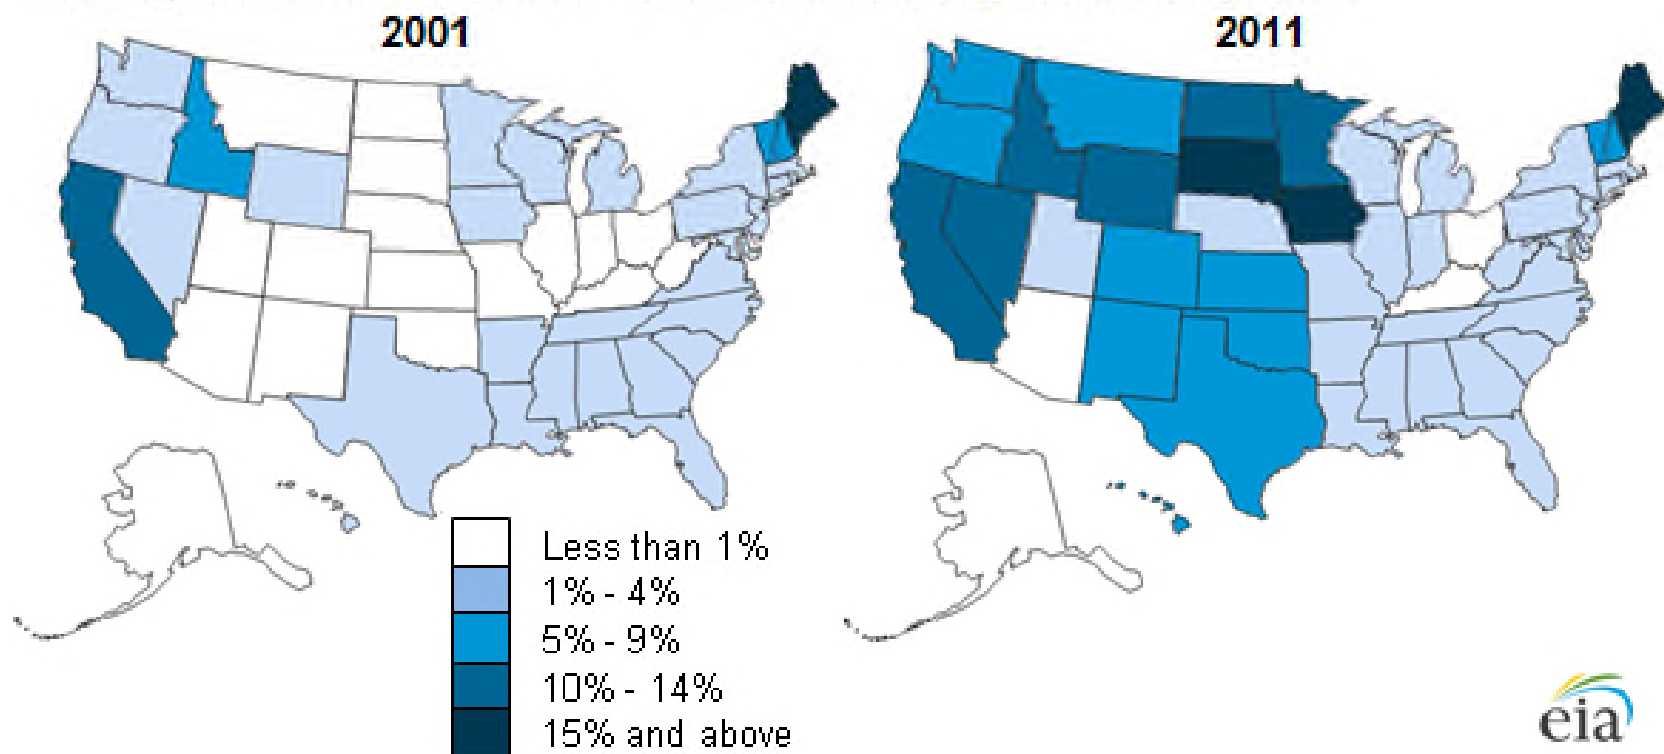 2001
2011
Less than 1%
1% - 4%
5% - 9%
10% - 14%
15% and above
eia